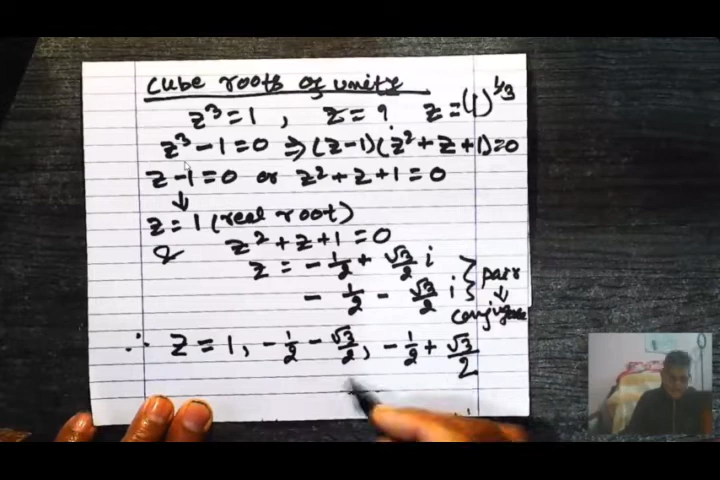 Cube roots of unity
z³ = 1 , z = ? z = (1)^1/3
z³ − 1 = 0 ⇒ (z−1)(z² + z + 1) = 0
z − 1 = 0 or z² + z + 1 = 0
↓
z = 1 (real root)
& z² + z + 1 = 0
z = −1/2 + √3/2 i
− 1/2 − √3/2 i } pair
↓
conjugate
∴ z = 1, −1/2 − √3/2, −1/2 + √3/2